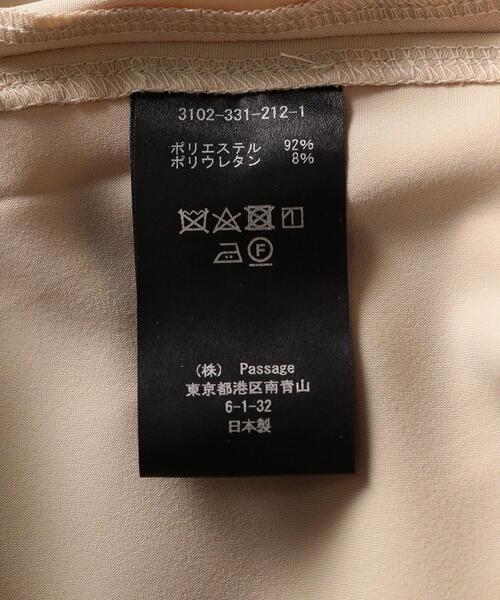 3102-331-212-1
ポリエステル 92%
ポリウレタン 8%
F
(株) Passage
東京都港区南青山
6-1-32
日本製